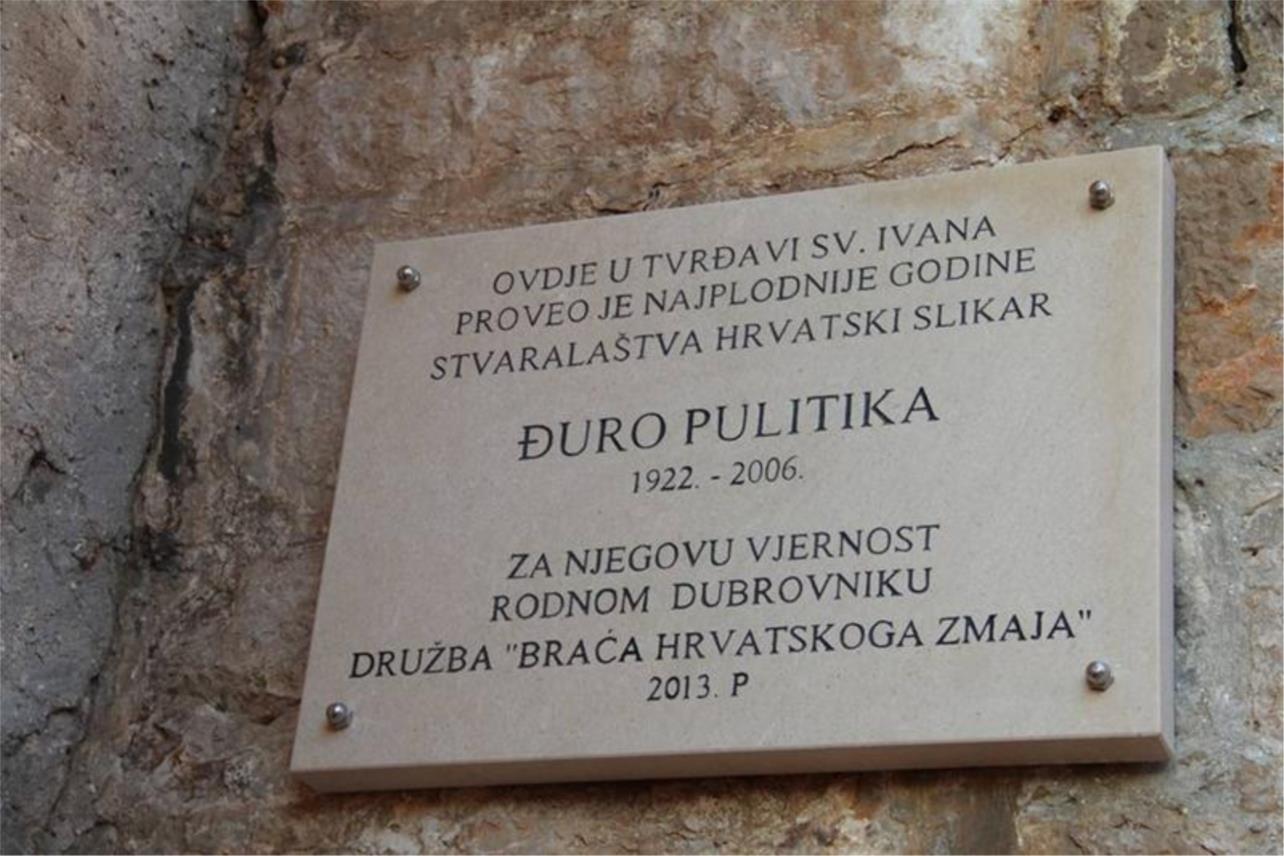 OVDJE U TVRĐAVI SV. IVANA
PROVEO JE NAJPLODNIJE GODINE
STVARALAŠTVA HRVATSKI SLIKAR
ĐURO PULITIKA
1922. - 2006.
ZA NJEGOVU VJERNOST
RODNOM DUBROVNIKU
DRUŽBA "BRAĆA HRVATSKOGA ZMAJA"
2013. P